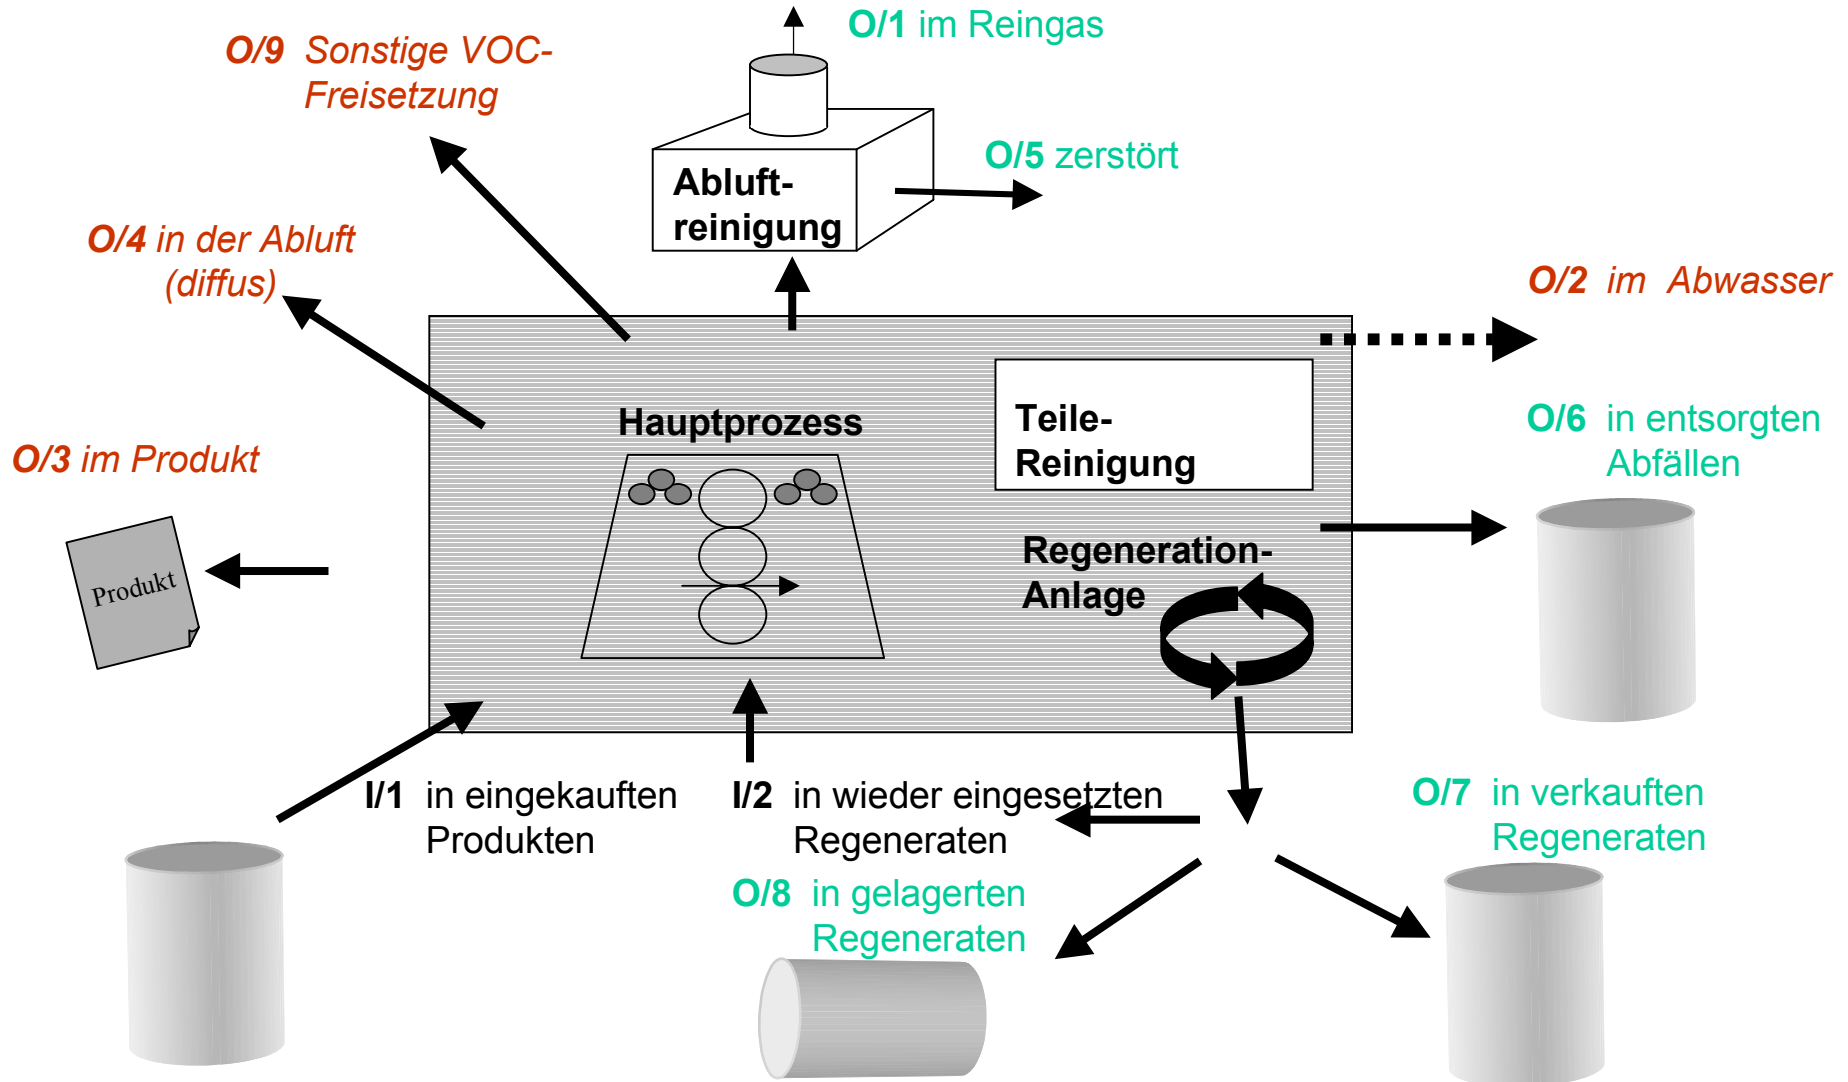 O/1 im Reingas
O/9 Sonstige VOC-
Freisetzung
O/5 zerstört
Abluft-
reinigung
O/4 in der Abluft
(diffus)
O/2 im Abwasser
Hauptprozess
Teile-
Reinigung
O/6 in entsorgten
Abfällen
O/3 im Produkt
Produkt
Regeneration-
Anlage
I/1 in eingekauften
Produkten
I/2 in wieder eingesetzten
Regeneraten
O/7 in verkauften
Regeneraten
O/8 in gelagerten
Regeneraten